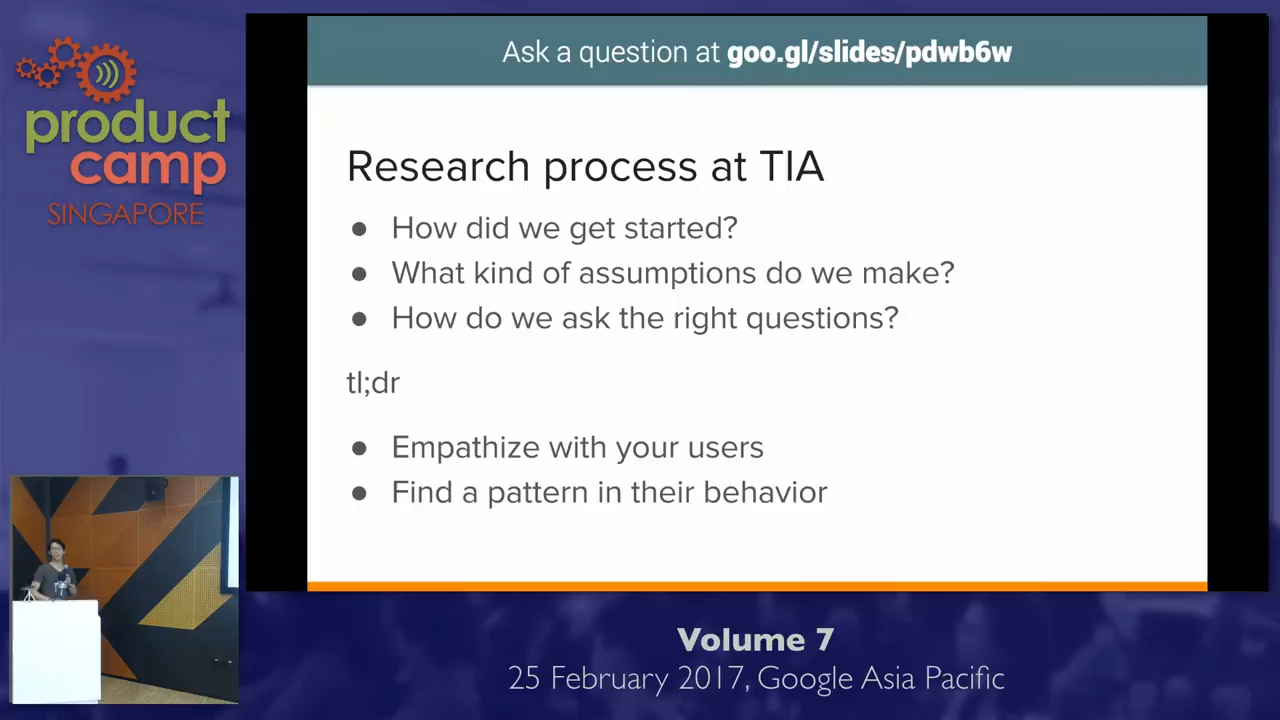 product
camp
SINGAPORE
Ask a question at goo.gl/slides/pdwb6w
Research process at TIA
● How did we get started?
● What kind of assumptions do we make?
● How do we ask the right questions?
tl;dr
● Empathize with your users
● Find a pattern in their behavior
Volume 7
25 February 2017, Google Asia Pacific